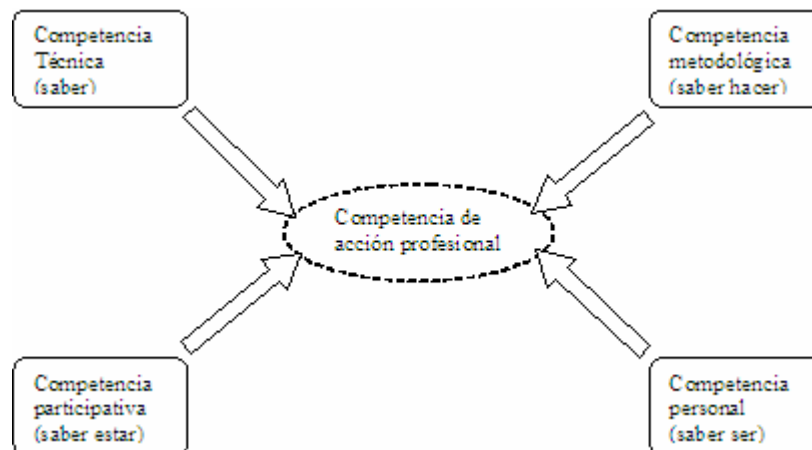 Competencia
Técnica
(saber)
Competencia
metodológica
(saber hacer)
Competencia de
acción profesional
Competencia
participativa
(saber estar)
Competencia
personal
(saber ser)